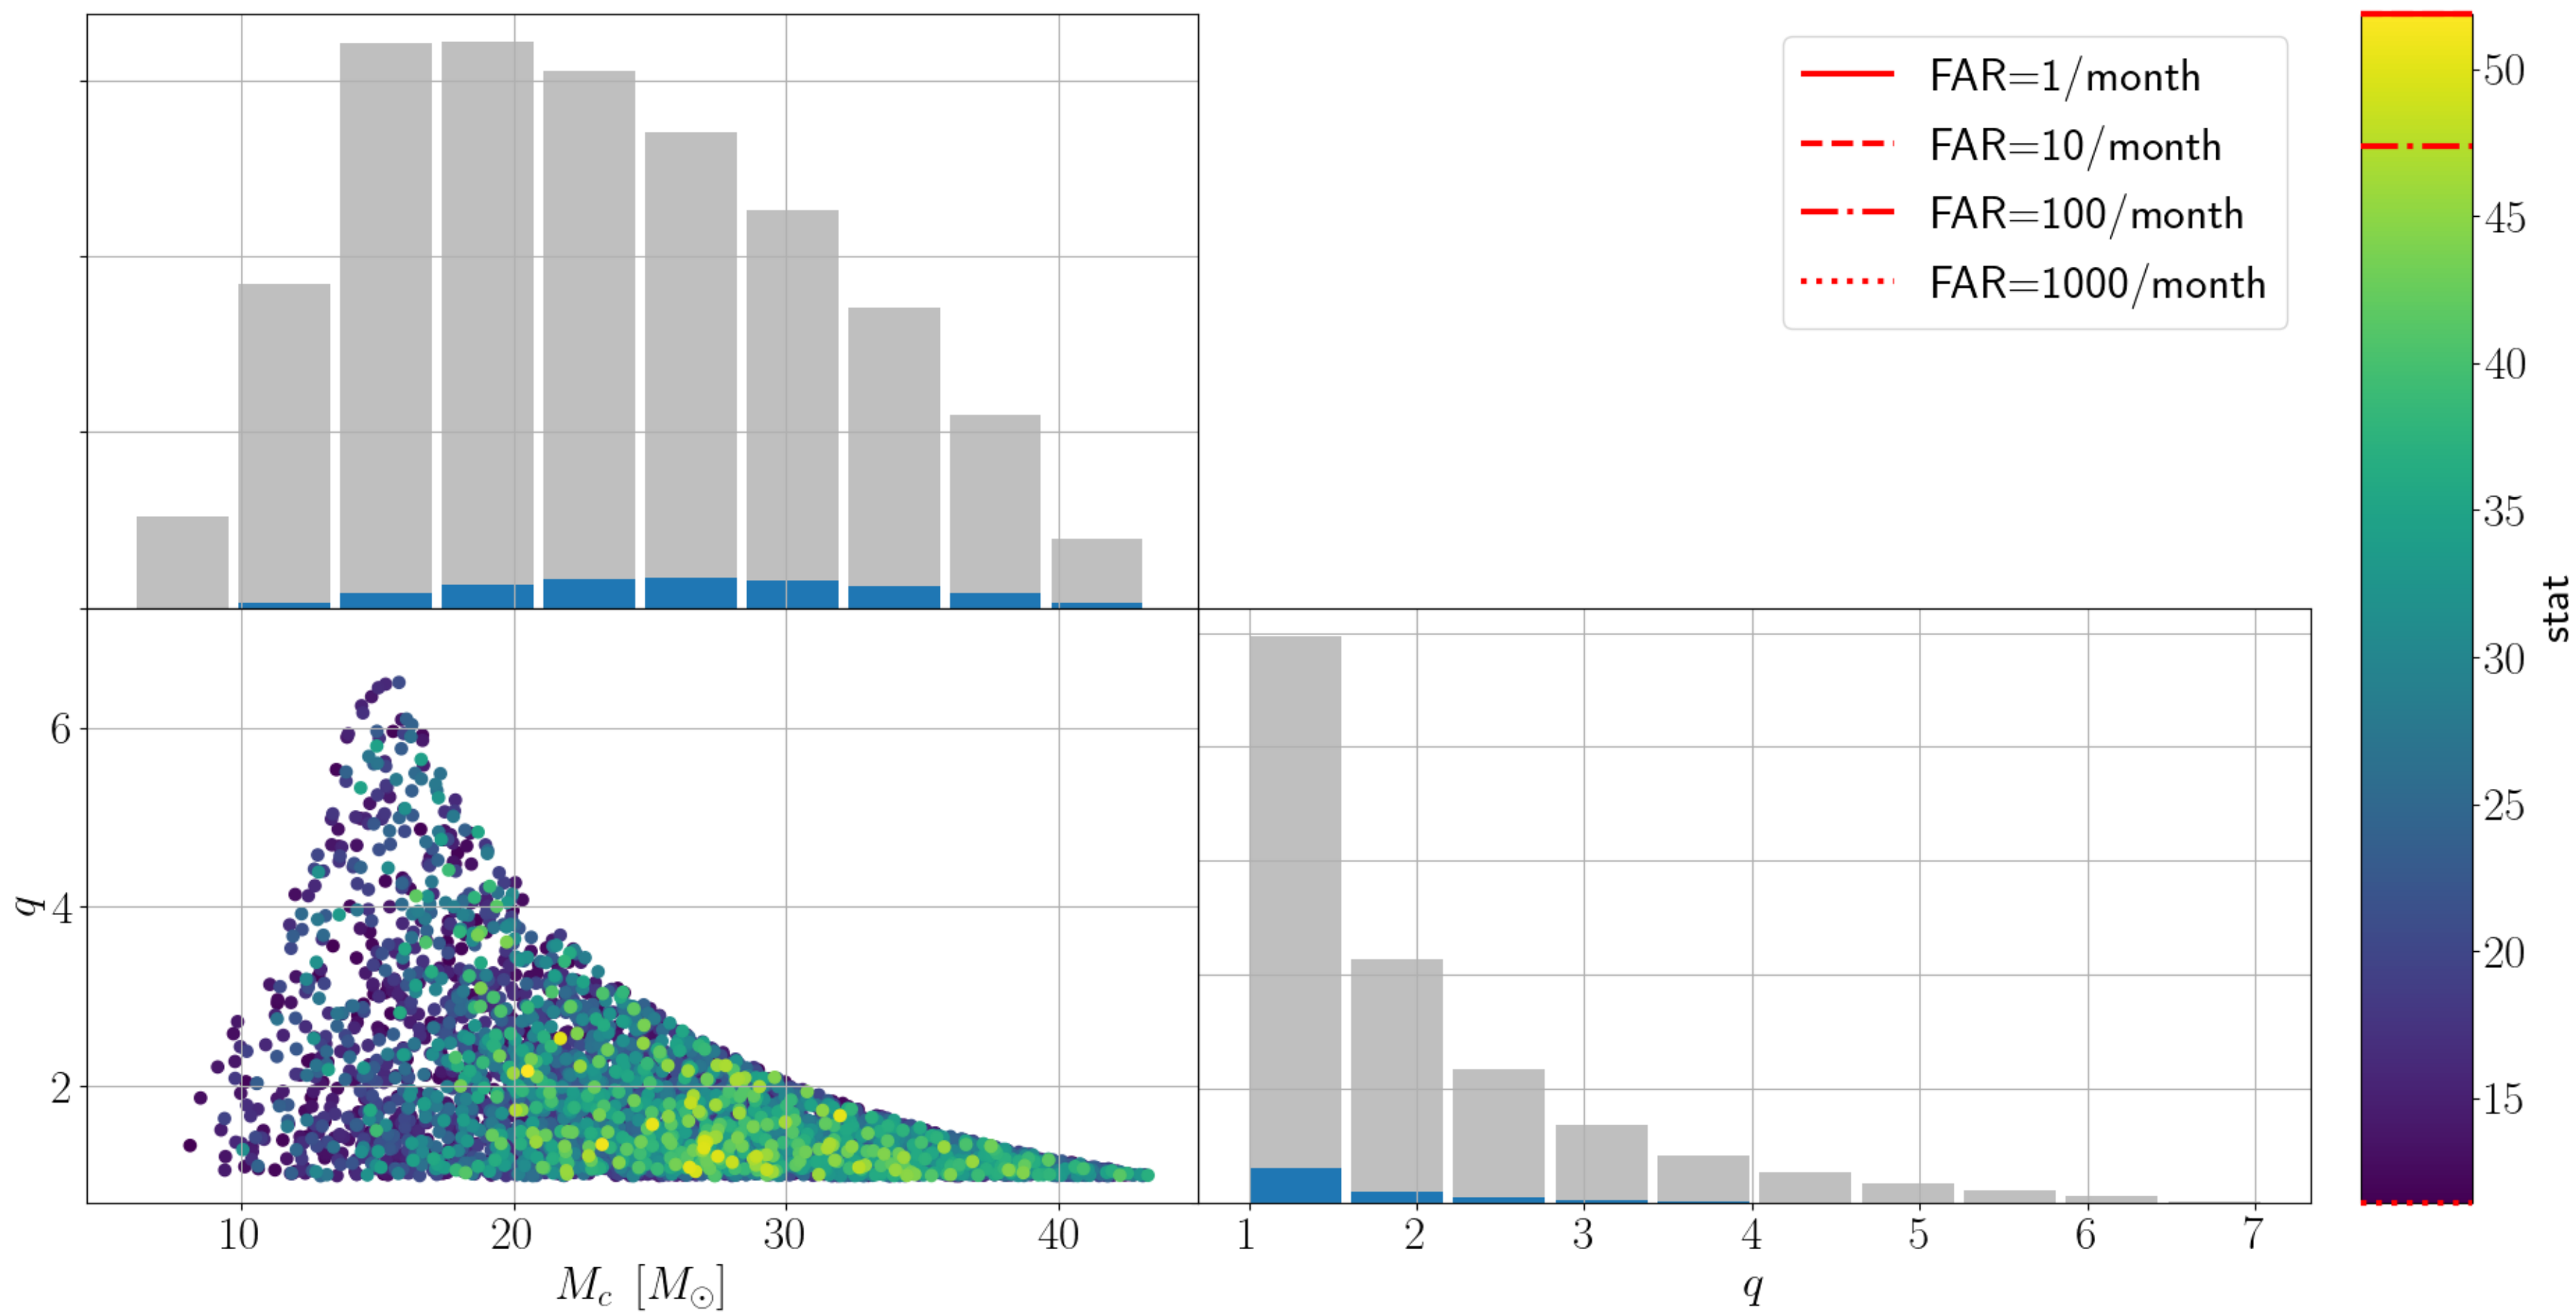 FAR=1/month
FAR=10/month
FAR=100/month
FAR=1000/month
50
45
40
35
30
25
20
15
stat
6
4
2
q
10 20 30 40
M_c [M_⊙]
1 2 3 4 5 6 7
q